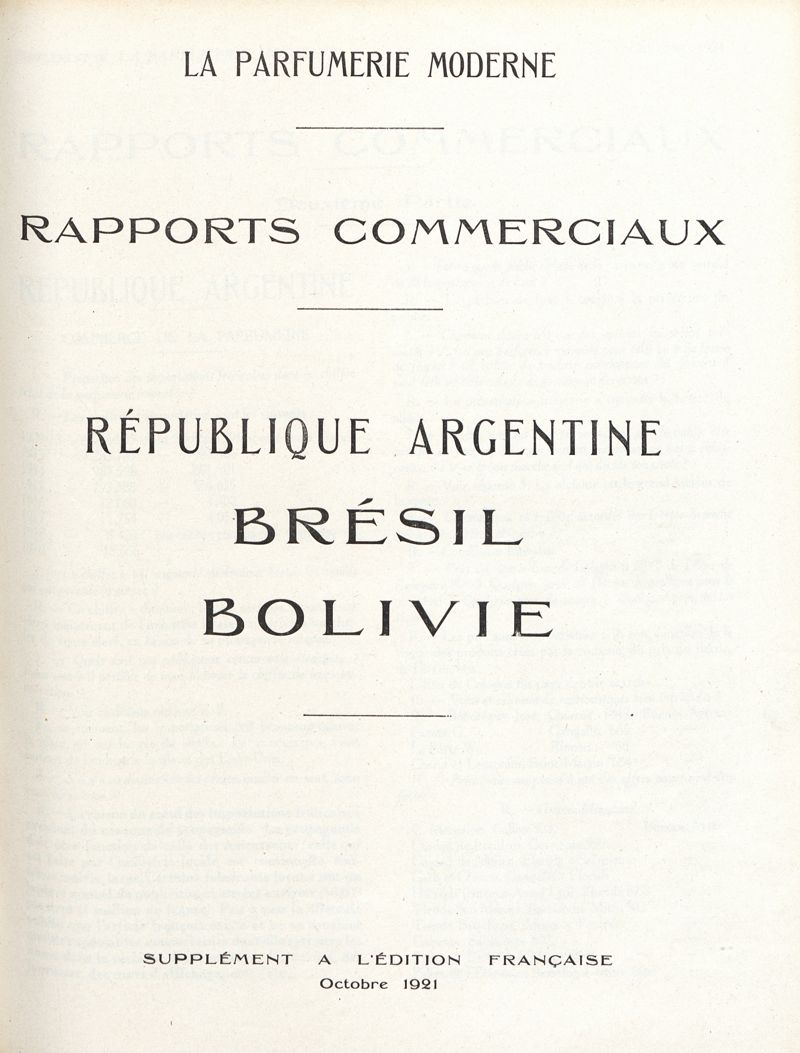 LA PARFUMERIE MODERNE
RAPPORTS COMMERCIAUX
RÉPUBLIQUE ARGENTINE
BRÉSIL
BOLIVIE
SUPPLÉMENT A L'ÉDITION FRANÇAISE
Octobre 1921